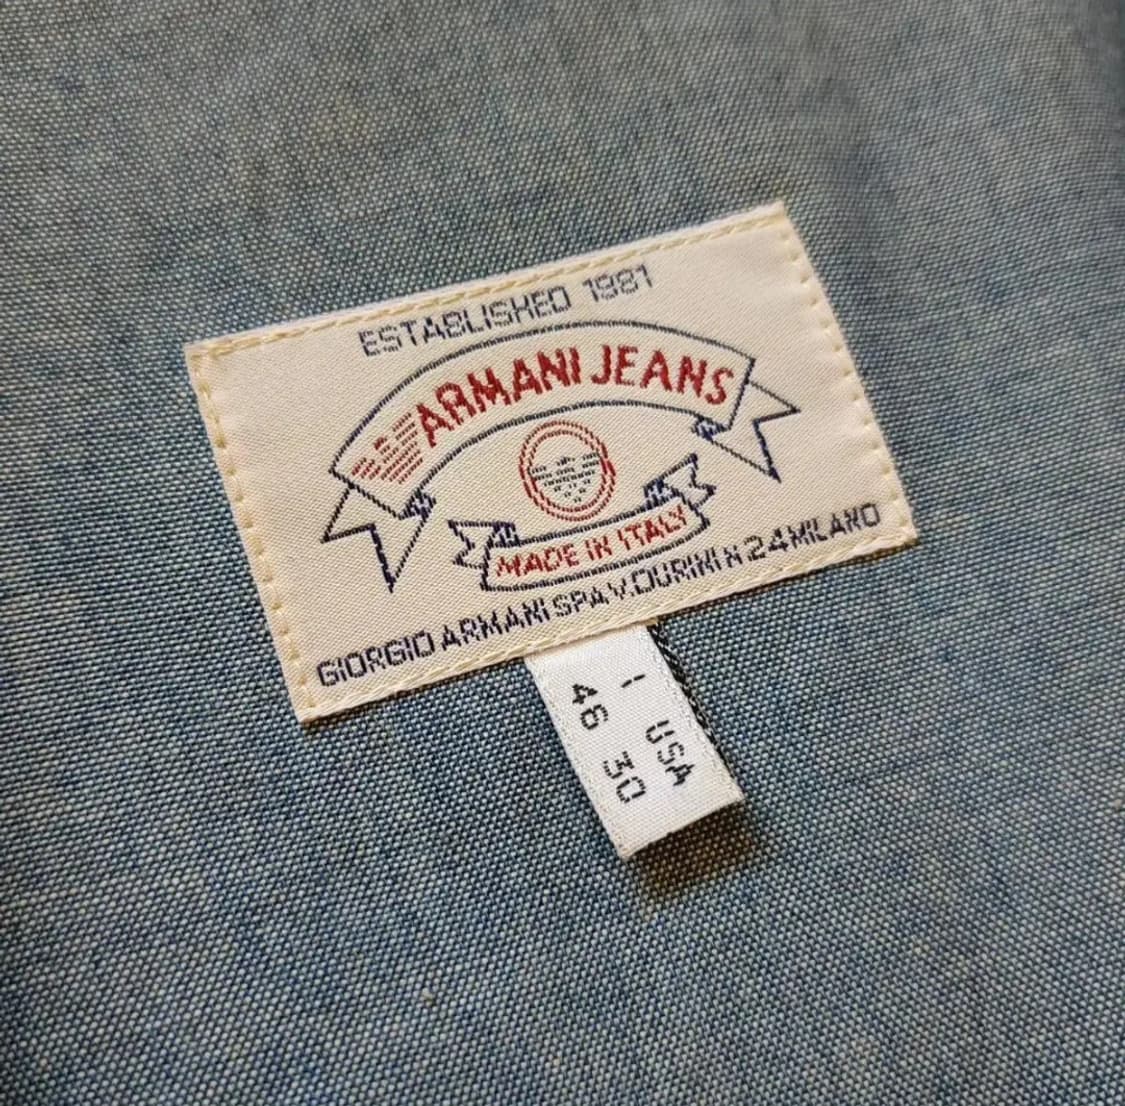 ESTABLISHED 1981
ARMANI JEANS
MADE IN ITALY
GIORGIO ARMANI SPA V.DURINI N 24 MILANO
I USA
46 30